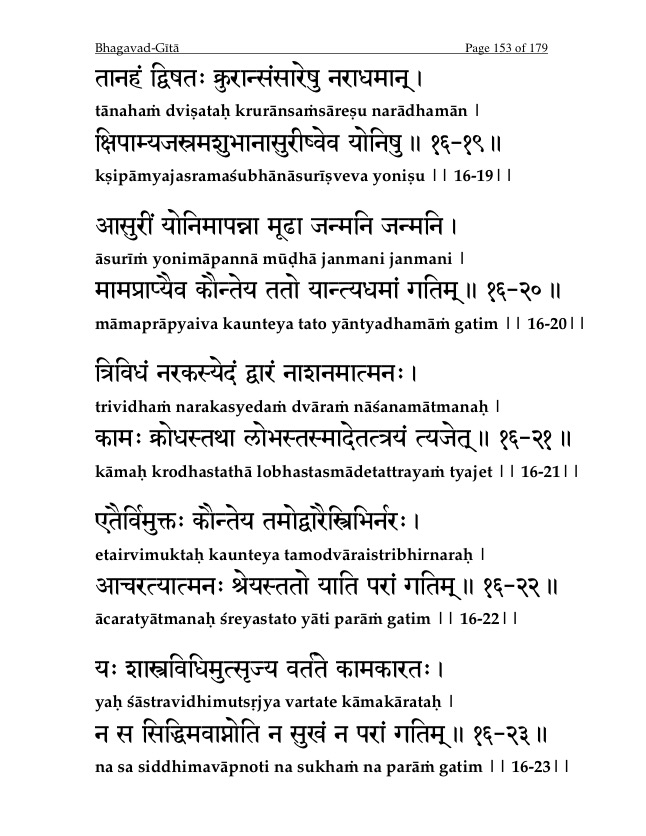 Bhagavad-Gītā Page 153 of 179
तानहं द्विषतः क्रुरान्संसारेषु नराधमान् ।
tānahaṁ dviṣataḥ krurānsaṁsāreṣu narādhamān |
क्षिपाम्यजस्रमशुभानासुरीष्वेव योनिषु ॥ १६-१९॥
kṣipāmyajasramaśubhānāsurīṣveva yoniṣu || 16-19||
आसुरीं योनिमापन्ना मूढा जन्मनि जन्मनि ।
āsurīṁ yonimāpannā mūḍhā janmani janmani |
मामप्राप्यैव कौन्तेय ततो यान्त्यधमां गतिम् ॥ १६-२०॥
māmaprāpyaiva kaunteya tato yāntyadhamāṁ gatim || 16-20||
त्रिविधं नरकस्येदं द्वारं नाशनमात्मनः ।
trividhaṁ narakasyedaṁ dvāraṁ nāśanamātmanaḥ |
कामः क्रोधस्तथा लोभस्तस्मादेतत्त्रयं त्यजेत् ॥ १६-२१॥
kāmaḥ krodhastathā lobhastasmādetattrayaṁ tyajet || 16-21||
एतैर्विमुक्तः कौन्तेय तमोद्वारैस्त्रिभिर्नरः ।
etairvimuktaḥ kaunteya tamodvāraistribhirnaraḥ |
आचरत्यात्मनः श्रेयस्ततो याति परां गतिम् ॥ १६-२२॥
ācaratyātmanaḥ śreyastato yāti parāṁ gatim || 16-22||
यः शास्त्रविधिमुत्सृज्य वर्तते कामकारतः ।
yaḥ śāstravidhimutsṛjya vartate kāmakārataḥ |
न स सिद्धिमवाप्नोति न सुखं न परां गतिम् ॥ १६-२३॥
na sa siddhimavāpnoti na sukhaṁ na parāṁ gatim || 16-23||